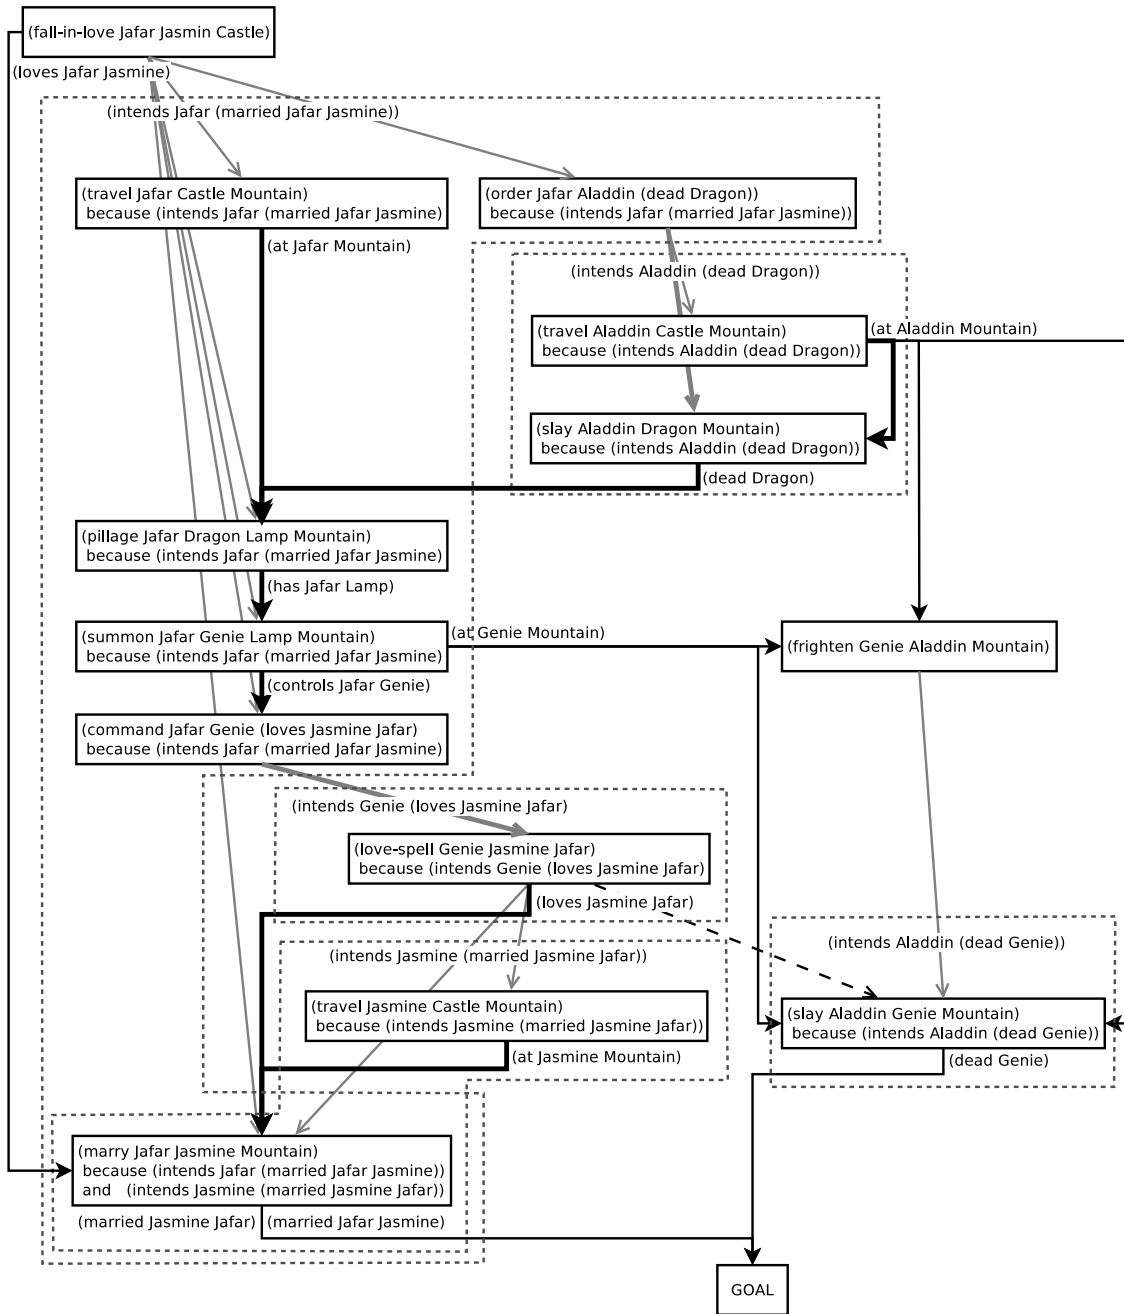 (fall-in-love Jafar Jasmin Castle)
(loves Jafar Jasmine)
(intends Jafar (married Jafar Jasmine))
(travel Jafar Castle Mountain)
because (intends Jafar (married Jafar Jasmine)
(order Jafar Aladdin (dead Dragon))
because (intends Jafar (married Jafar Jasmine))
(at Jafar Mountain)
(intends Aladdin (dead Dragon))
(travel Aladdin Castle Mountain)
because (intends Aladdin (dead Dragon))
(at Aladdin Mountain)
(slay Aladdin Dragon Mountain)
because (intends Aladdin (dead Dragon))
(dead Dragon)
(pillage Jafar Dragon Lamp Mountain)
because (intends Jafar (married Jafar Jasmine)
(has Jafar Lamp)
(summon Jafar Genie Lamp Mountain)
because (intends Jafar (married Jafar Jasmine)
(at Genie Mountain)
(frighten Genie Aladdin Mountain)
(controls Jafar Genie)
(command Jafar Genie (loves Jasmine Jafar)
because (intends Jafar (married Jafar Jasmine)
(intends Genie (loves Jasmine Jafar)
(love-spell Genie Jasmine Jafar)
because (intends Genie (loves Jasmine Jafar)
(loves Jasmine Jafar)
(intends Jasmine (married Jasmine Jafar))
(intends Aladdin (dead Genie))
(travel Jasmine Castle Mountain)
because (intends Jasmine (married Jasmine Jafar))
(slay Aladdin Genie Mountain)
because (intends Aladdin (dead Genie))
(at Jasmine Mountain)
(dead Genie)
(marry Jafar Jasmine Mountain)
because (intends Jafar (married Jafar Jasmine))
and (intends Jasmine (married Jasmine Jafar))
(married Jasmine Jafar)
(married Jafar Jasmine)
GOAL